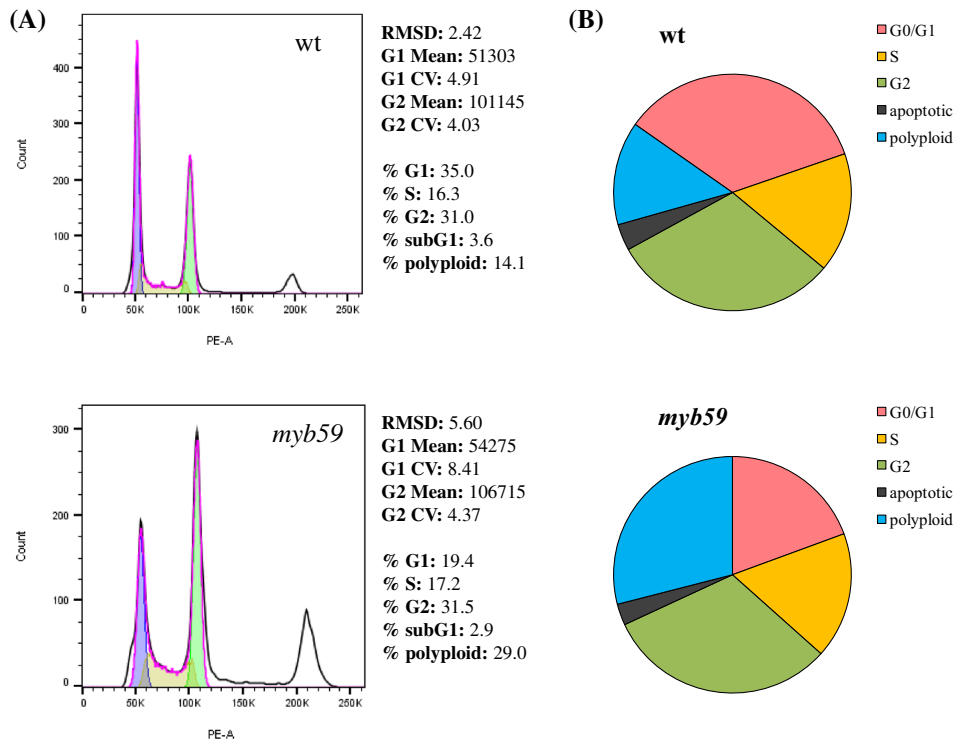 (A)
wt
400
300
200
100
0
Count
0 50K 100K 150K 200K 250K
PE-A
RMSD: 2.42
G1 Mean: 51303
G1 CV: 4.91
G2 Mean: 101145
G2 CV: 4.03
% G1: 35.0
% S: 16.3
% G2: 31.0
% subG1: 3.6
% polyploid: 14.1
(B)
wt
G0/G1
S
G2
apoptotic
polyploid
myb59
300
200
100
0
Count
0 50K 100K 150K 200K 250K
PE-A
RMSD: 5.60
G1 Mean: 54275
G1 CV: 8.41
G2 Mean: 106715
G2 CV: 4.37
% G1: 19.4
% S: 17.2
% G2: 31.5
% subG1: 2.9
% polyploid: 29.0
myb59
G0/G1
S
G2
apoptotic
polyploid